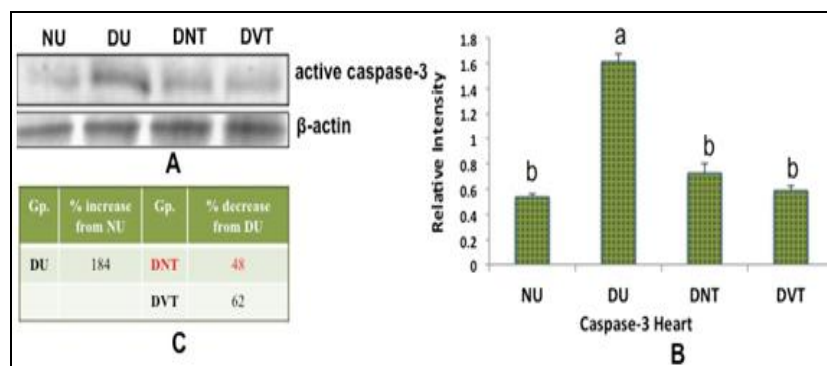 NU DU DNT DVT
active caspase-3
β-actin
A
Gp. % increase from NU Gp. % decrease from DU
DU 184 DNT 48
DVT 62
C
Relative Intensity
1.8
1.6
1.4
1.2
1
0.8
0.6
0.4
0.2
0
b a b b
NU DU DNT DVT
Caspase-3 Heart
B